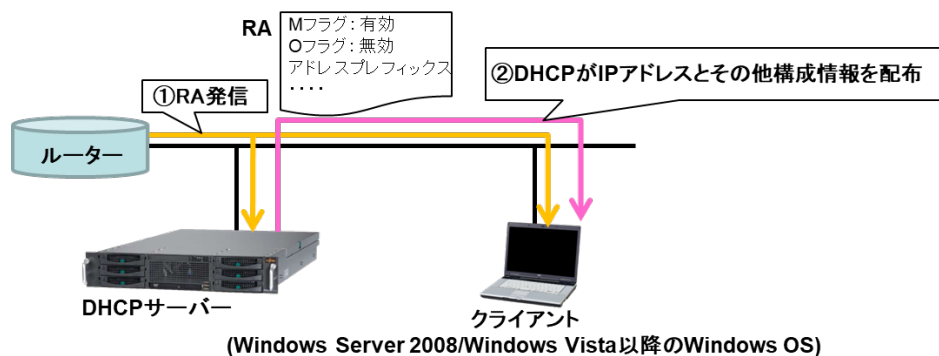 RA
Mフラグ：有効
Oフラグ：無効
アドレスプレフィックス
・・・・
②DHCPがIPアドレスとその他構成情報を配布
①RA発信
ルーター
DHCPサーバー
クライアント
(Windows Server 2008/Windows Vista以降のWindows OS)